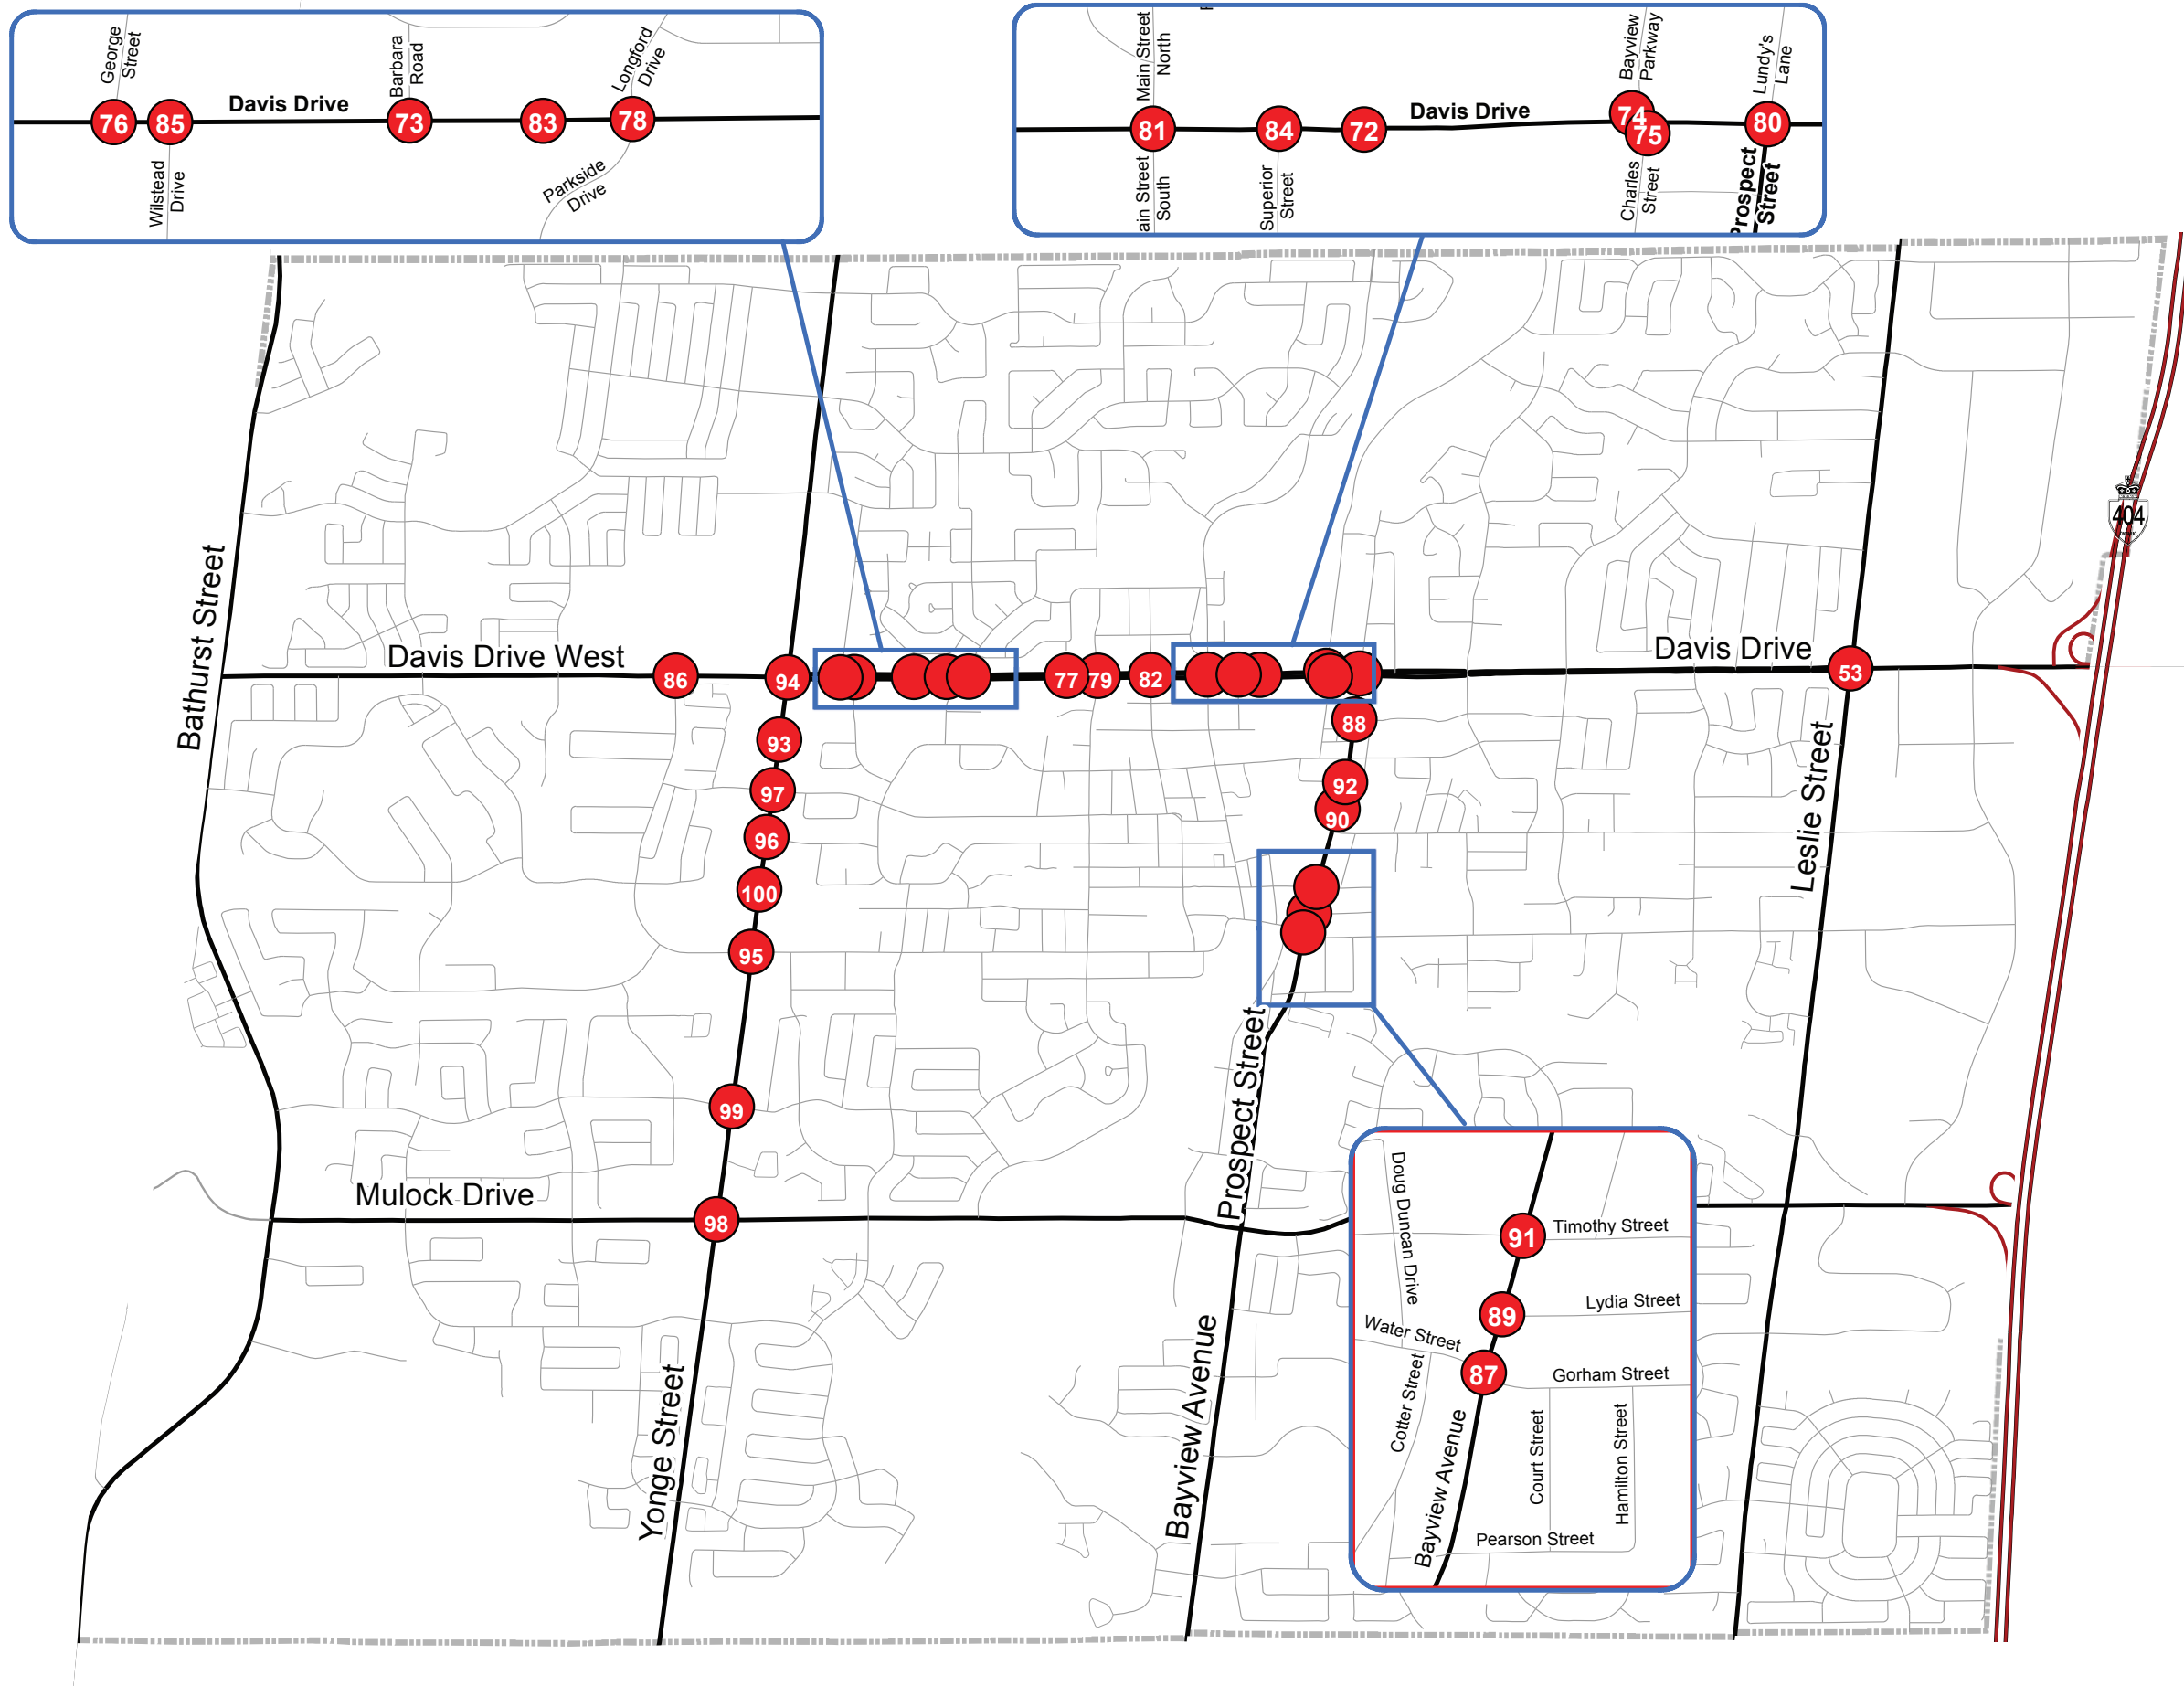 George
Street
Barbara
Road
Longford
Drive
76
85
Davis Drive
73
83
78
Wilstead
Drive
Parkside
Drive
Main Street
North
Bayview
Parkway
Lundy's
Lane
81
84
72
Davis Drive
74
75
80
ain Street
South
Superior
Street
Charles
Street
Prospect
Street
404
Bathurst Street
Davis Drive West
86
94
77
79
82
Davis Drive
53
88
93
92
97
90
96
100
95
Leslie Street
99
Prospect Street
Mulock Drive
98
Doug Duncan Drive
91
Timothy Street
89
Lydia Street
Water Street
87
Gorham Street
Cotter Street
Bayview Avenue
Court Street
Hamilton Street
Pearson Street
Yonge Street
Bayview Avenue